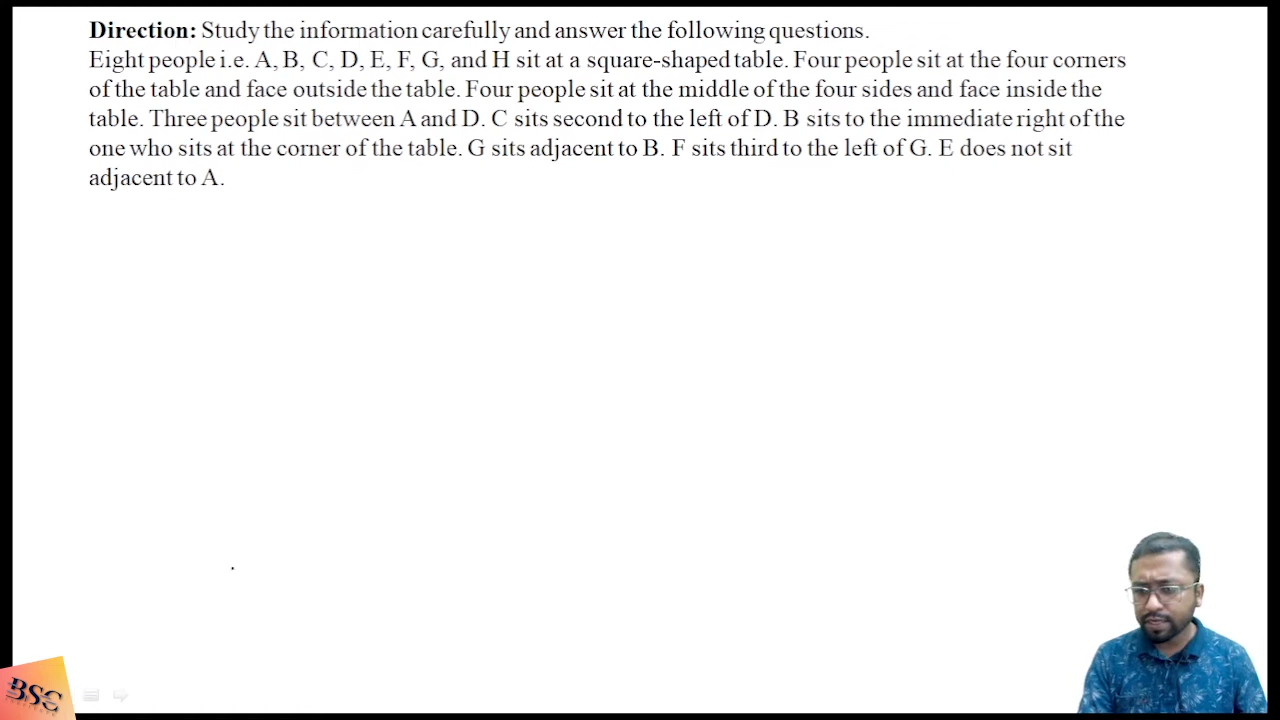 Direction: Study the information carefully and answer the following questions.
Eight people i.e. A, B, C, D, E, F, G, and H sit at a square-shaped table. Four people sit at the four corners
of the table and face outside the table. Four people sit at the middle of the four sides and face inside the
table. Three people sit between A and D. C sits second to the left of D. B sits to the immediate right of the
one who sits at the corner of the table. G sits adjacent to B. F sits third to the left of G. E does not sit
adjacent to A.
BSC